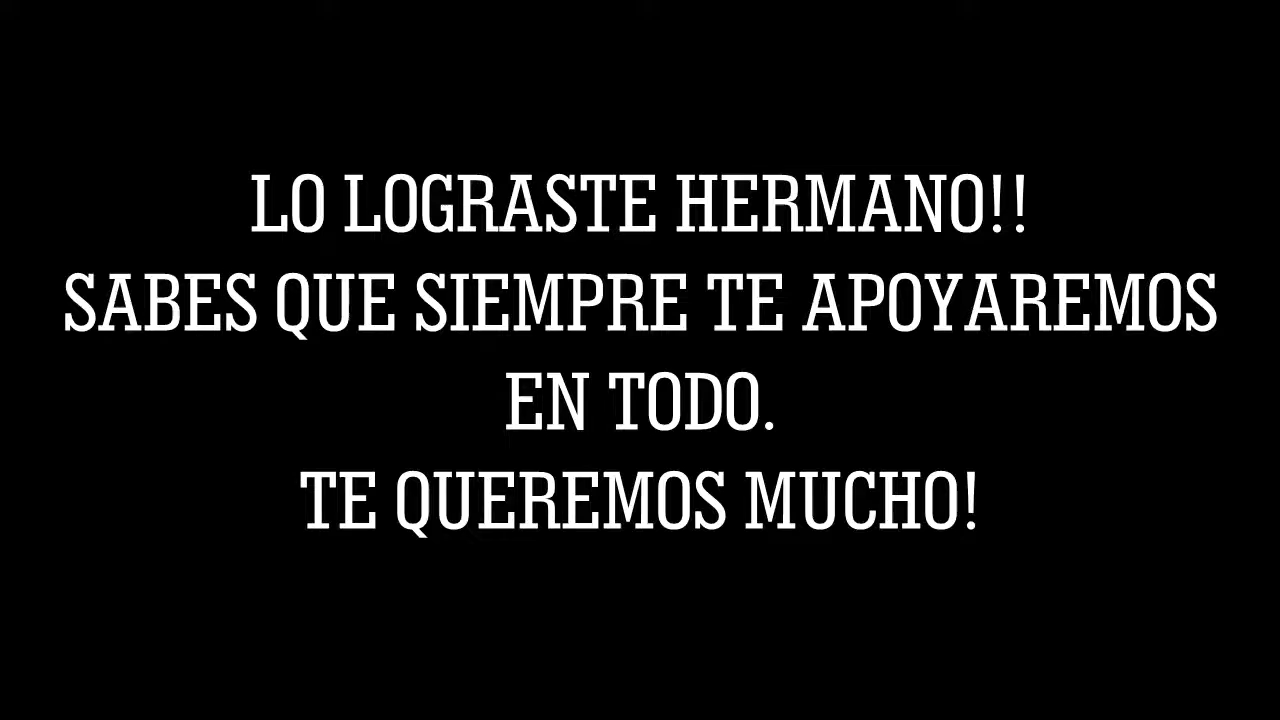 LO LOGRASTE HERMANO!!
SABES QUE SIEMPRE TE APOYAREMOS
EN TODO.
TE QUEREMOS MUCHO!